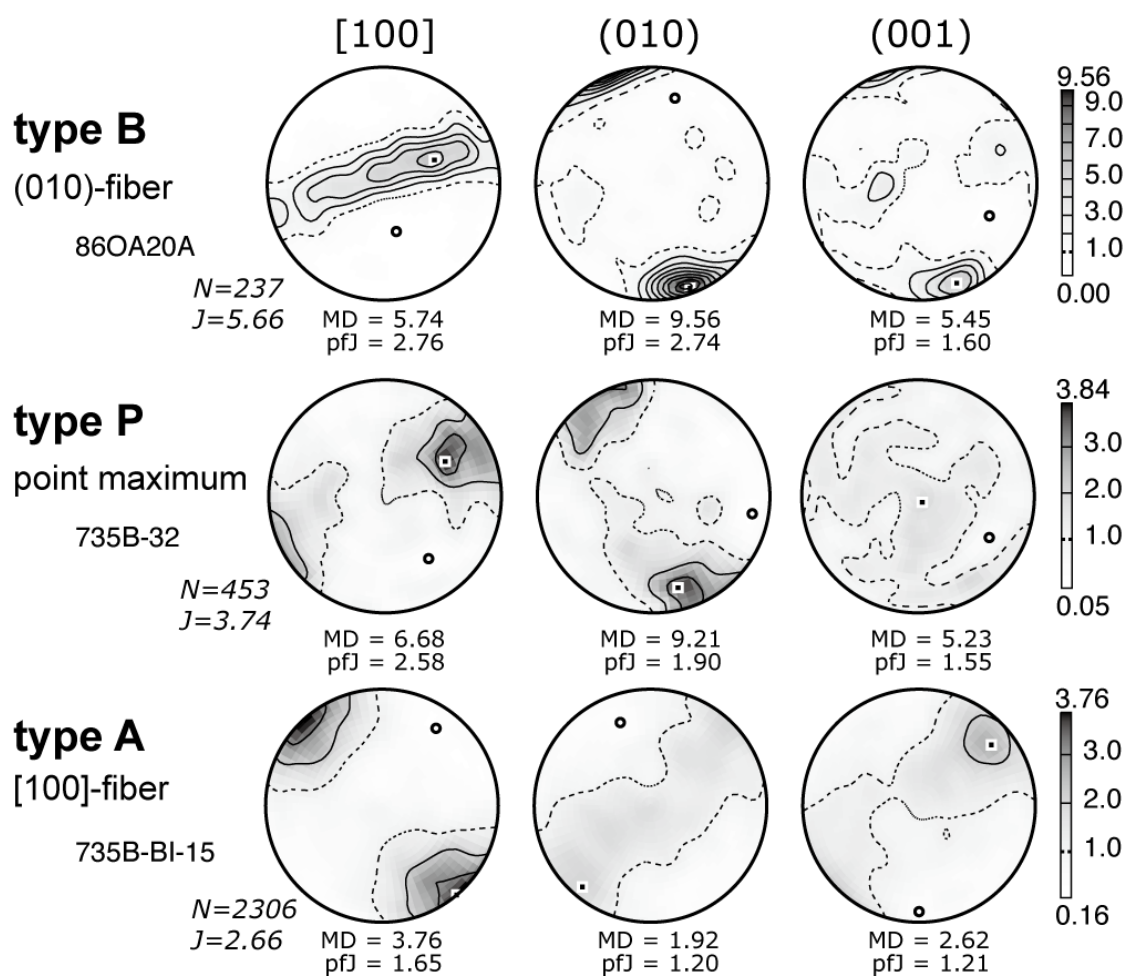 [100] (010) (001)
type B
(010)-fiber
86OA20A
N=237
J=5.66
MD = 5.74
pfJ = 2.76
MD = 9.56
pfJ = 2.74
MD = 5.45
pfJ = 1.60
9.56
9.0
7.0
5.0
3.0
1.0
0.00
type P
point maximum
735B-32
N=453
J=3.74
MD = 6.68
pfJ = 2.58
MD = 9.21
pfJ = 1.90
MD = 5.23
pfJ = 1.55
3.84
3.0
2.0
1.0
0.05
type A
[100]-fiber
735B-BI-15
N=2306
J=2.66
MD = 3.76
pfJ = 1.65
MD = 1.92
pfJ = 1.20
MD = 2.62
pfJ = 1.21
3.76
3.0
2.0
1.0
0.16